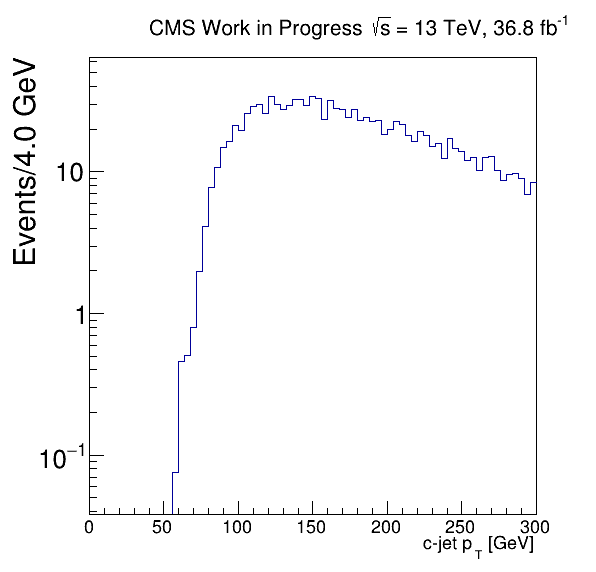 CMS Work in Progress √s = 13 TeV, 36.8 fb⁻¹
Events/4.0 GeV
10
1
10⁻¹
0 50 100 150 200 250 300
c-jet p_T [GeV]